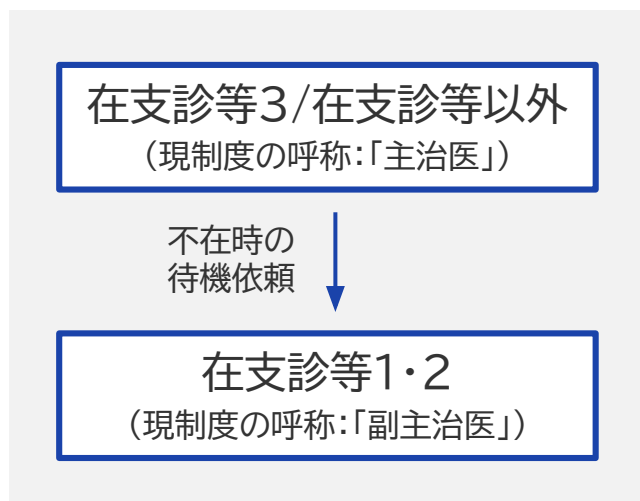 在支診等3/在支診等以外
（現制度の呼称：「主治医」）
不在時の
待機依頼
在支診等1・2
（現制度の呼称：「副主治医」）